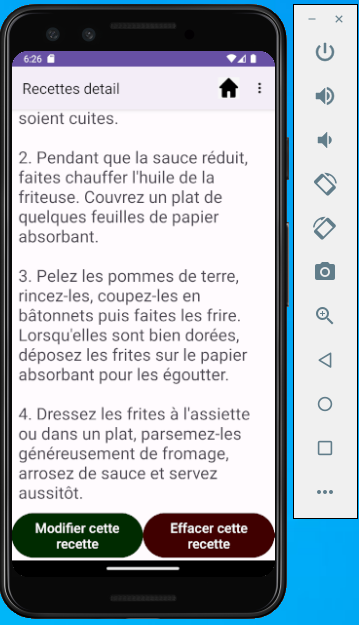 6:26
Recettes detail
soient cuites.
2. Pendant que la sauce réduit,
faites chauffer l'huile de la
friteuse. Couvrez un plat de
quelques feuilles de papier
absorbant.
3. Pelez les pommes de terre,
rincez-les, coupez-les en
bâtonnets puis faites les frire.
Lorsqu'elles sont bien dorées,
déposez les frites sur le papier
absorbant pour les égoutter.
4. Dressez les frites à l'assiette
ou dans un plat, parsemez-les
généreusement de fromage,
arrosez de sauce et servez
aussitôt.
Modifier cette
recette
Effacer cette
recette